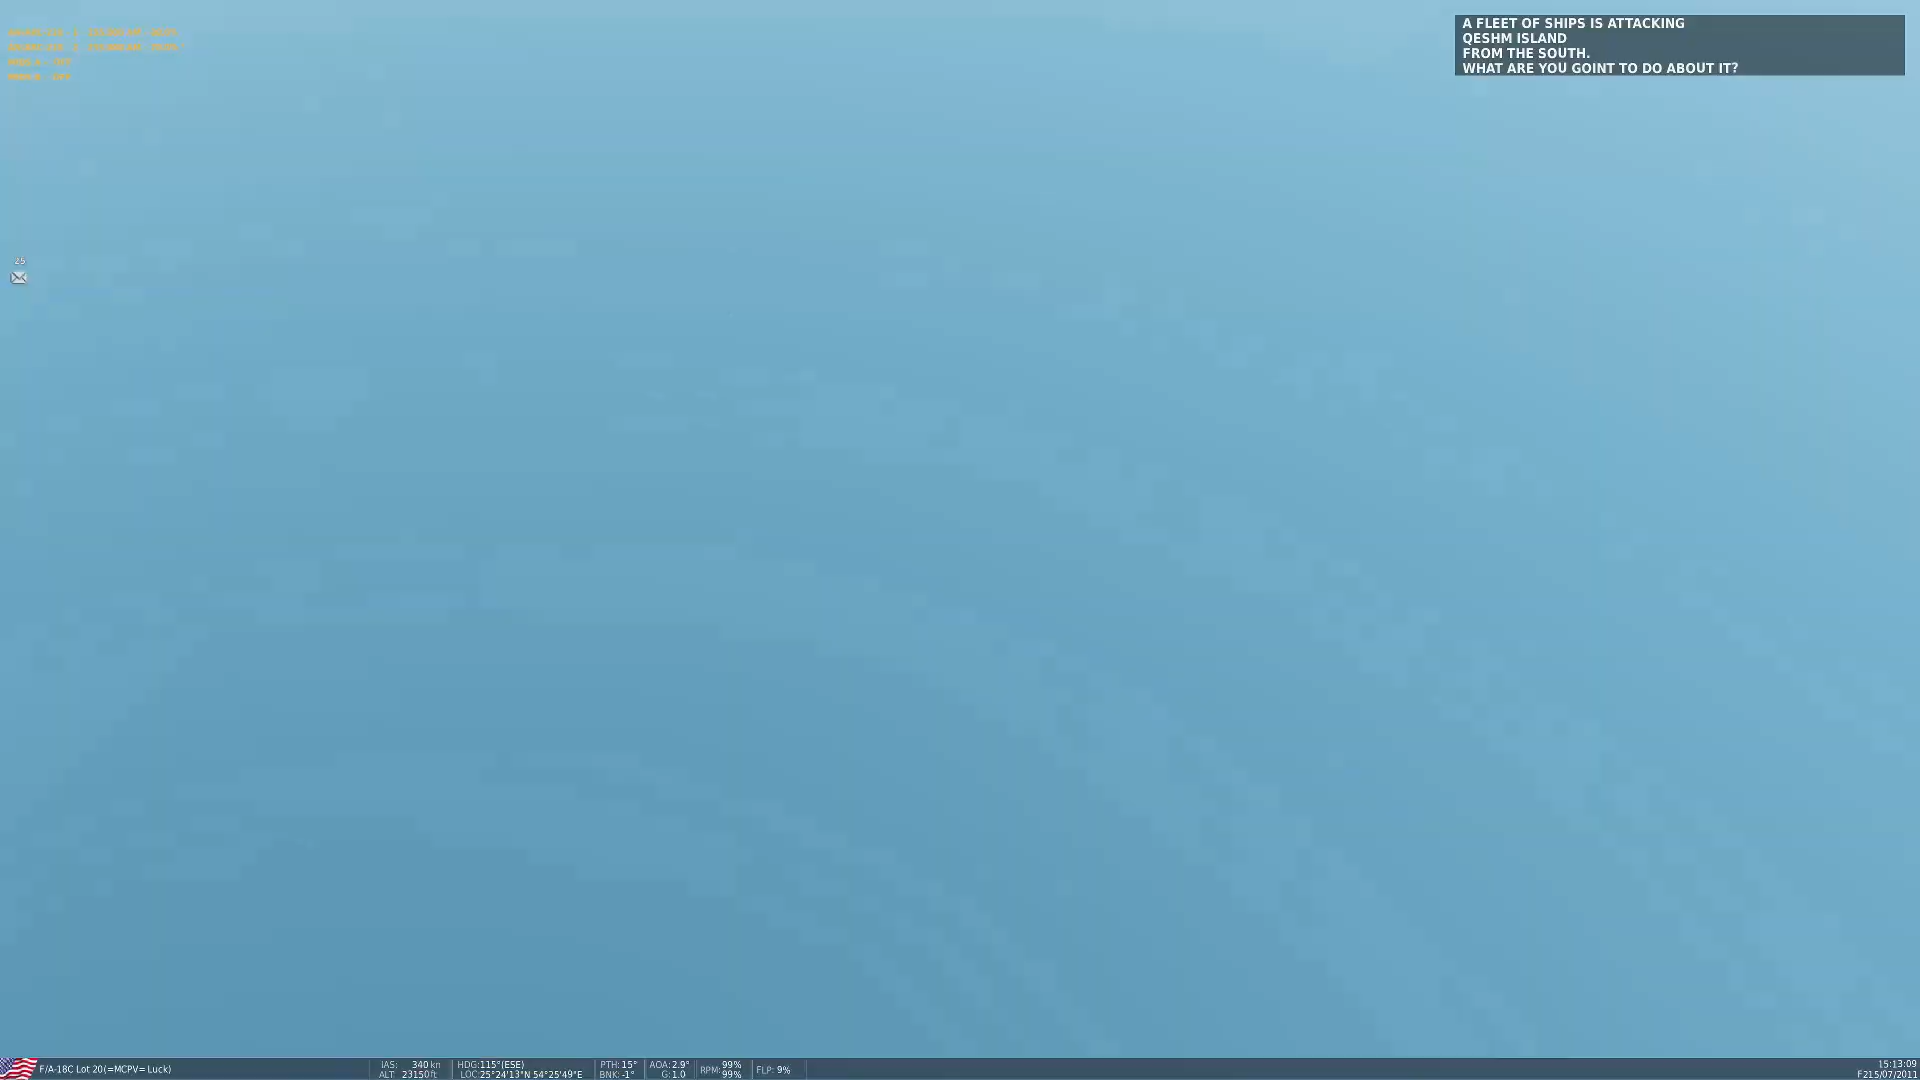 A FLEET OF SHIPS IS ATTACKING
QESHM ISLAND
FROM THE SOUTH.
WHAT ARE YOU GOINT TO DO ABOUT IT?
25
F/A-18C Lot 20(=MCPV= Luck)
IAS: 340 kn
ALT: 23150 ft
HDG:115°(ESE)
LOC:25°24'13"N 54°25'49"E
PTH: 15°
BNK: -1°
AOA:2.9°
G: 1.0
RPM: 99%
99%
FLP: 9%
15:13:09
F2 15/07/2011